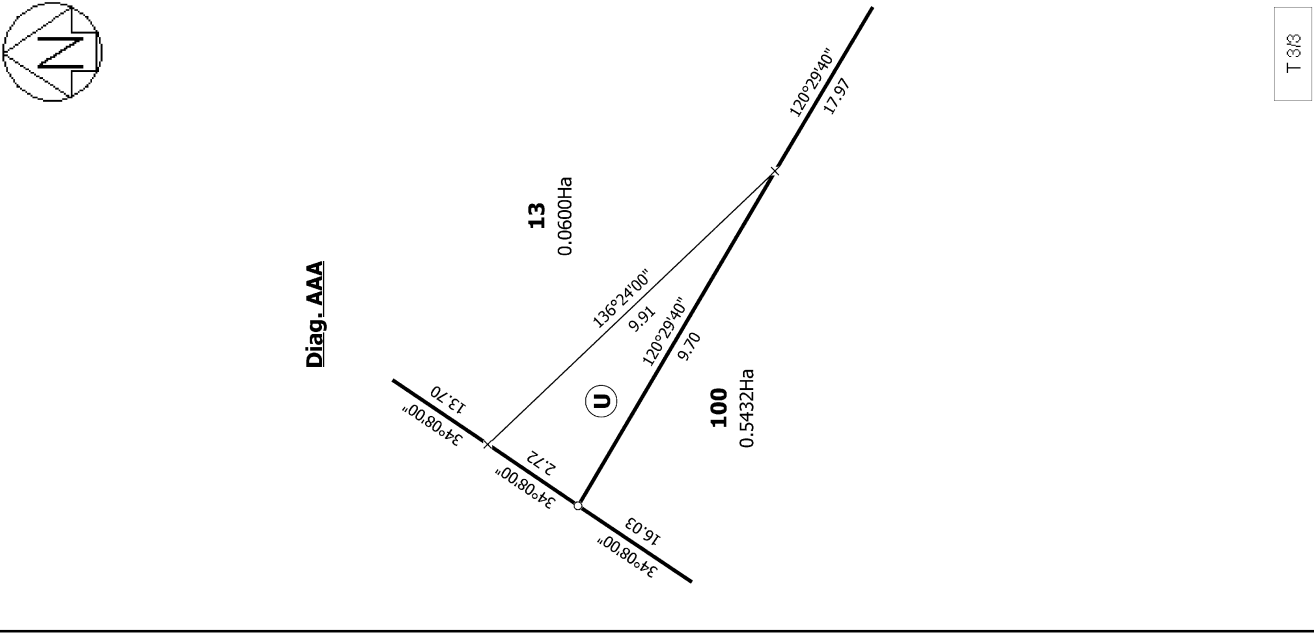 N
T 3/3
Diag. AAA
13
0.0600Ha
120°29'40"
17.97
136°24'00"
9.91
120°29'40"
9.70
U
100
0.5432Ha
13.70
34°08'00"
2.72
34°08'00"
16.03
34°08'00"